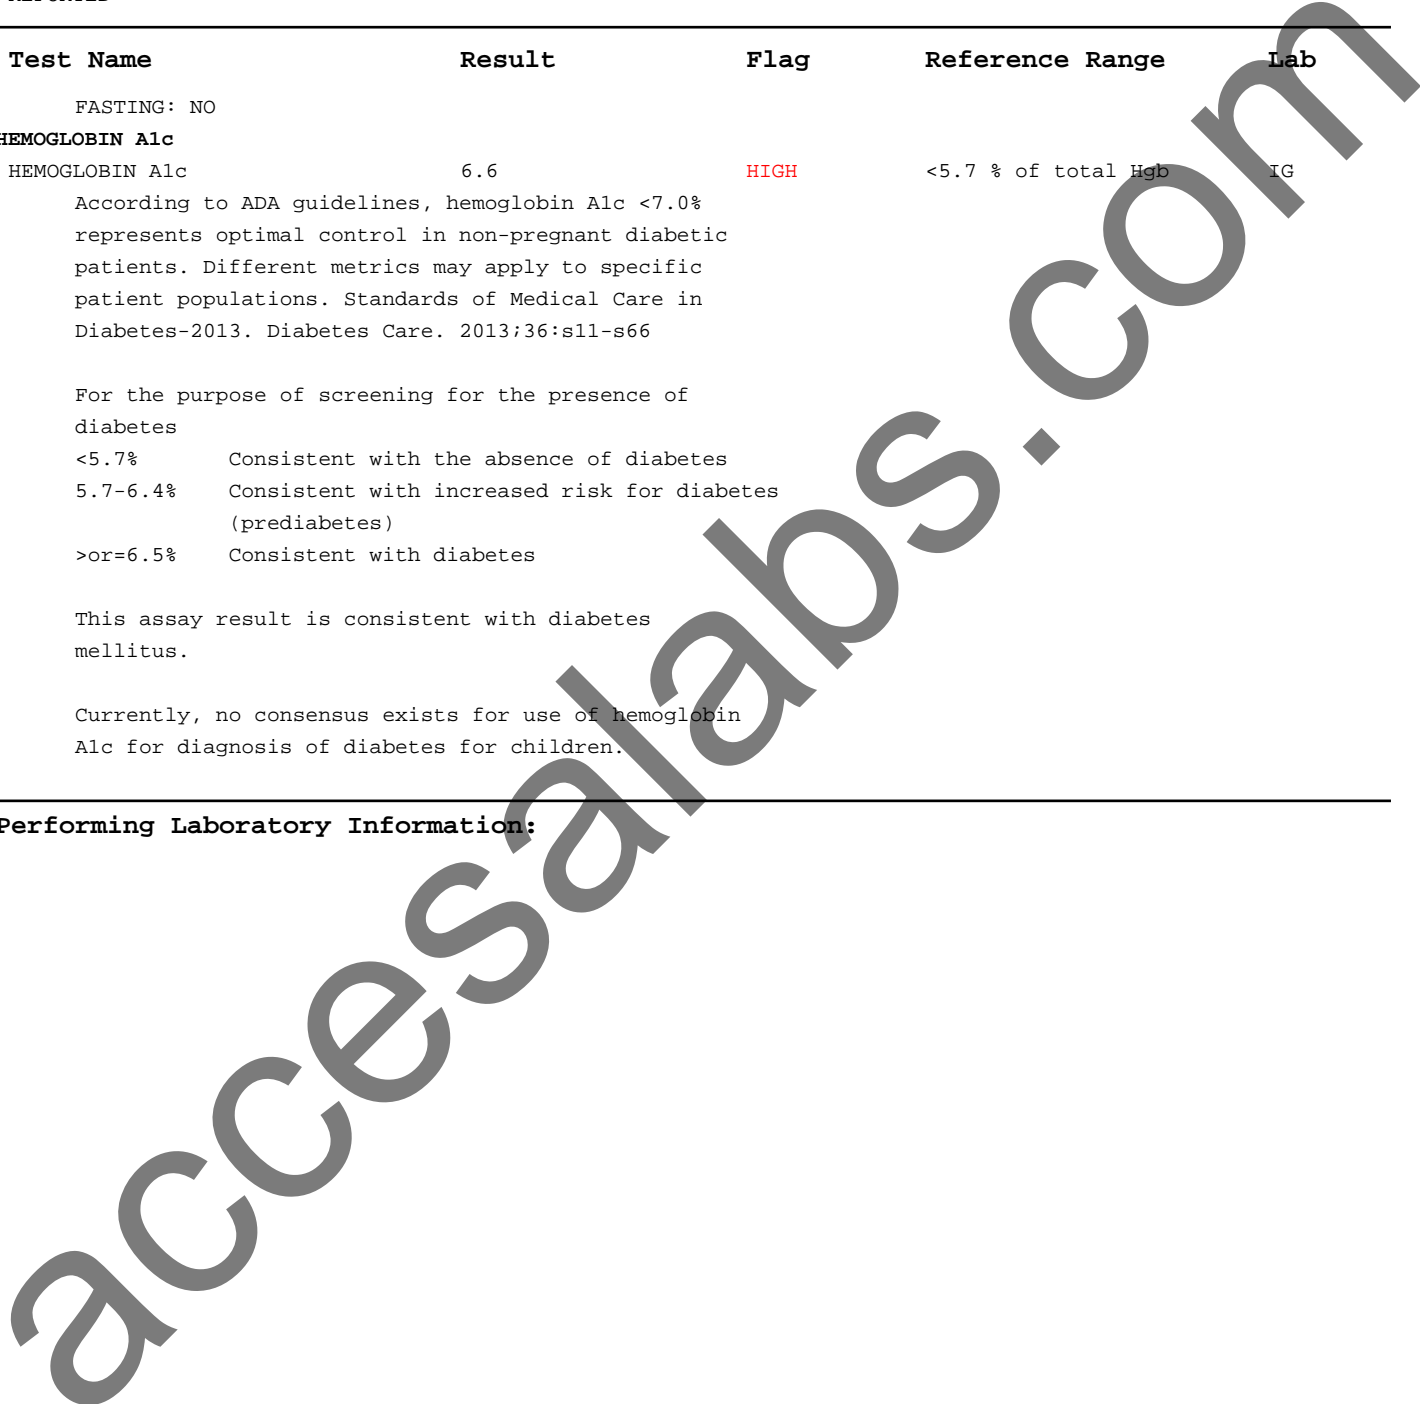 Test Name Result Flag Reference Range Lab
FASTING: NO
HEMOGLOBIN A1c
HEMOGLOBIN A1c 6.6 HIGH <5.7 % of total Hgb IG
According to ADA guidelines, hemoglobin A1c <7.0%
represents optimal control in non-pregnant diabetic
patients. Different metrics may apply to specific
patient populations. Standards of Medical Care in
Diabetes-2013. Diabetes Care. 2013;36:s11-s66
For the purpose of screening for the presence of
diabetes
<5.7% Consistent with the absence of diabetes
5.7-6.4% Consistent with increased risk for diabetes
(prediabetes)
>or=6.5% Consistent with diabetes
This assay result is consistent with diabetes
mellitus.
Currently, no consensus exists for use of hemoglobin
A1c for diagnosis of diabetes for children.
Performing Laboratory Information:
accesalabs.com